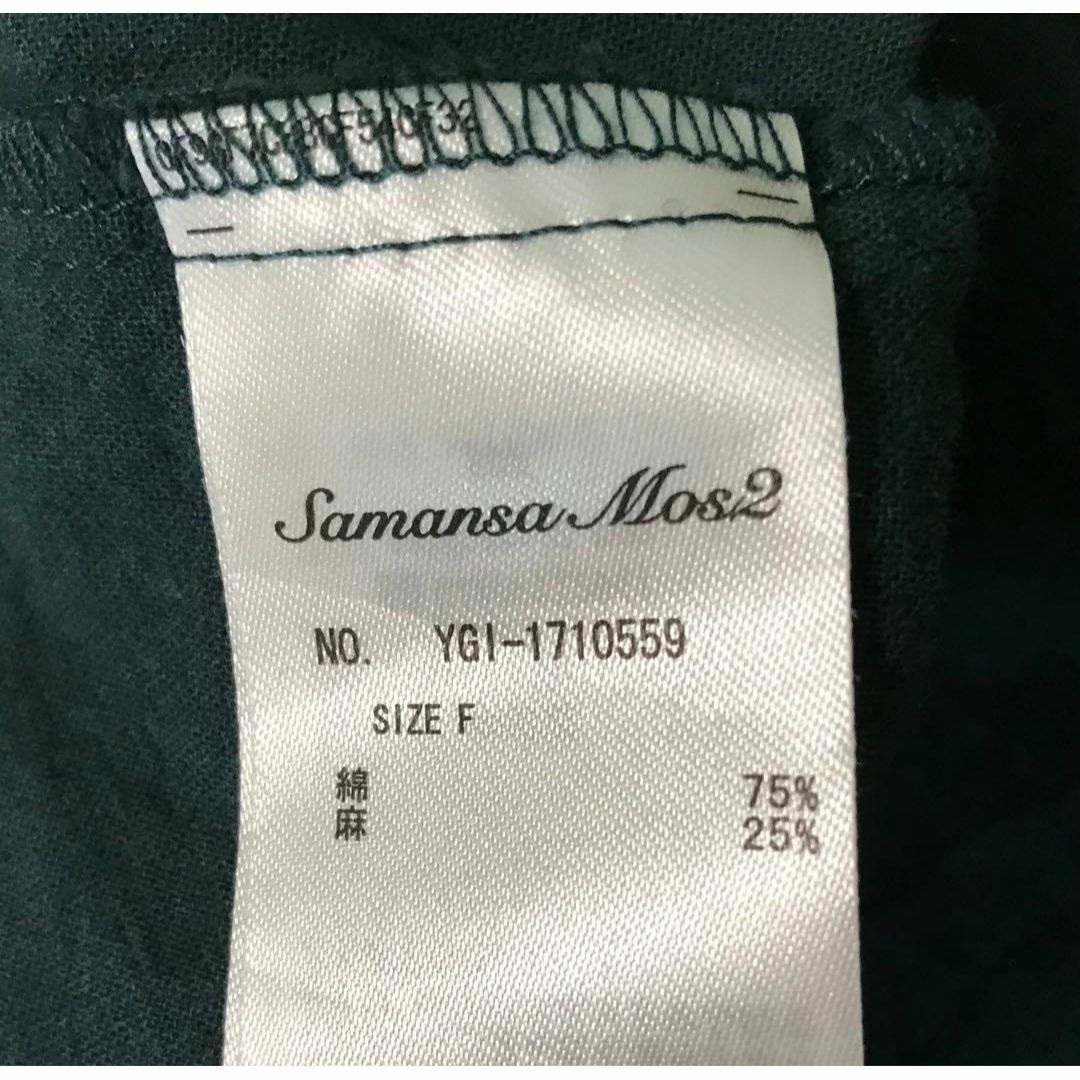 Samansa Mos2
NO. YGI-1710559
SIZE F
綿 75%
麻 25%